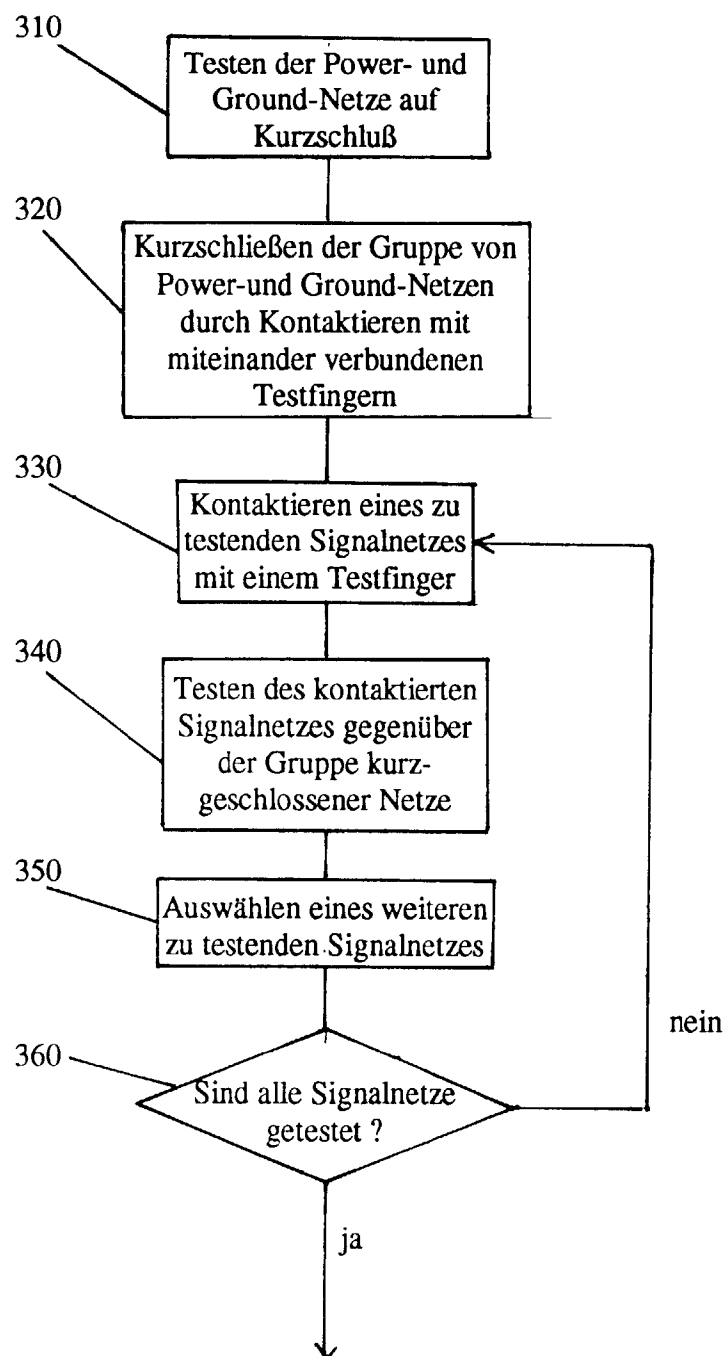 310
Testen der Power- und
Ground-Netze auf
Kurzschluß
320
Kurzschließen der Gruppe von
Power-und Ground-Netzen
durch Kontaktieren mit
miteinander verbundenen
Testfingern
330
Kontaktieren eines zu
testenden Signalnetzes
mit einem Testfinger
340
Testen des kontaktierten
Signalnetzes gegenüber
der Gruppe kurz-
geschlossener Netze
350
Auswählen eines weiteren
zu testenden Signalnetzes
nein
360
Sind alle Signalnetze
getestet ?
ja